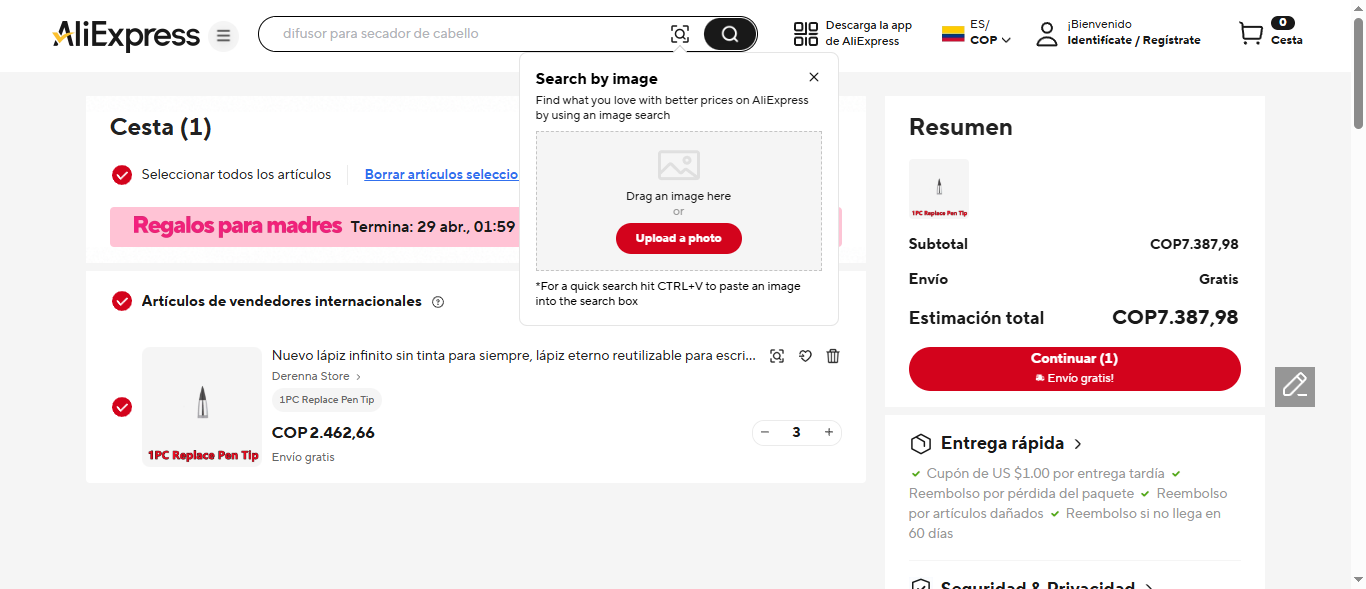 AliExpress
difusor para secador de cabello
Descarga la app
de AliExpress
ES/
COP
¡Bienvenido
Identifícate / Regístrate
0
Cesta
Search by image
Find what you love with better prices on AliExpress
by using an image search
Drag an image here
or
Upload a photo
*For a quick search hit CTRL+V to paste an image
into the search box
Cesta (1)
Seleccionar todos los artículos
Borrar artículos seleccio
Regalos para madres Termina: 29 abr., 01:59
Artículos de vendedores internacionales
Nuevo lápiz infinito sin tinta para siempre, lápiz eterno reutilizable para escri...
Derenna Store
1PC Replace Pen Tip
COP2.462,66
Envío gratis
1PC Replace Pen Tip
3
Resumen
1PC Replace Pen Tip
Subtotal COP7.387,98
Envío Gratis
Estimación total COP7.387,98
Continuar (1)
Envío gratis!
Entrega rápida
Cupón de US $1.00 por entrega tardía
Reembolso por pérdida del paquete Reembolso
por artículos dañados Reembolso si no llega en
60 días
Seguridad & Privacidad